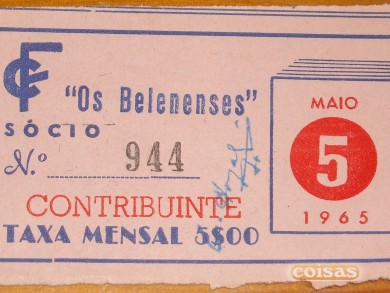 CF "Os Belenenses"
SÓCIO
N.º 944
CONTRIBUINTE
TAXA MENSAL 5$00
MAIO
5
1965
coisas